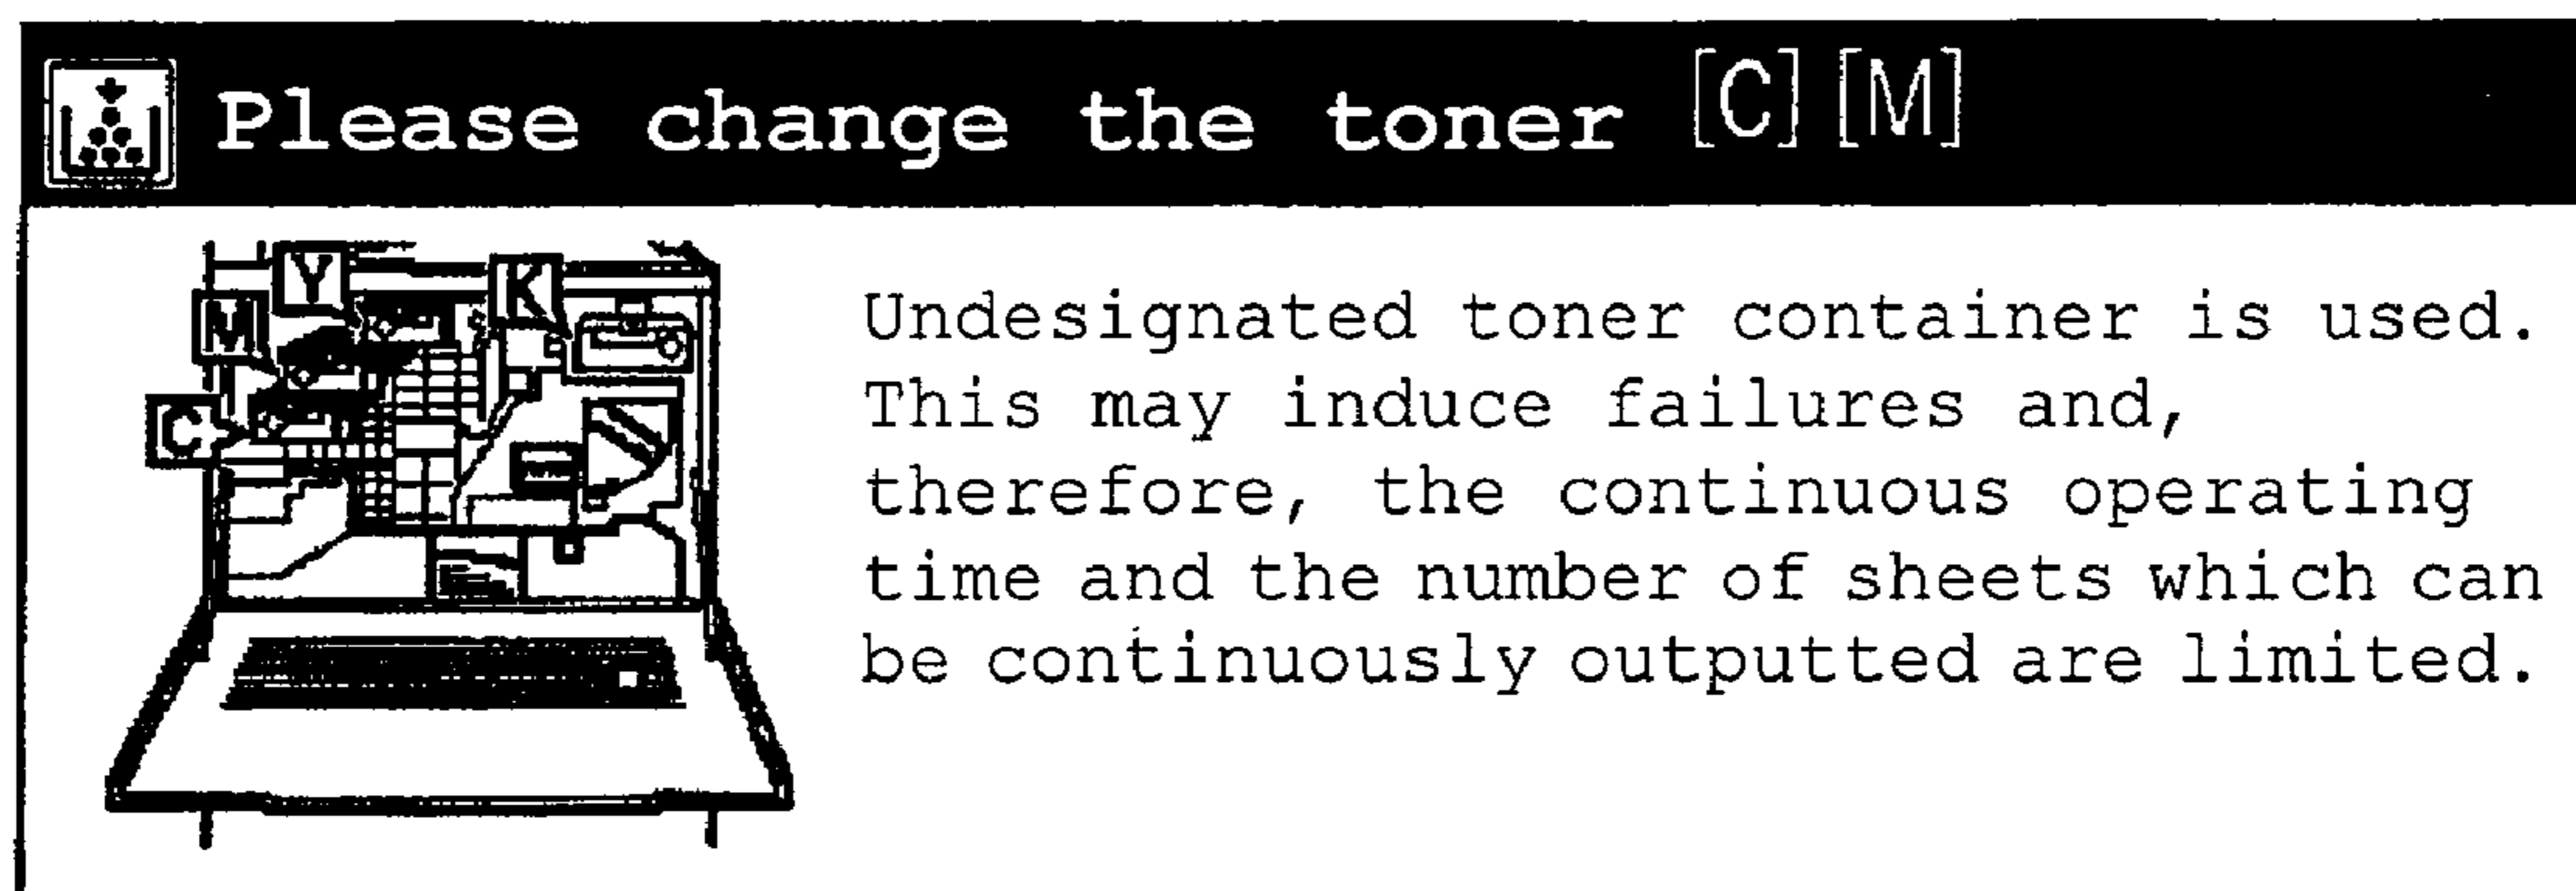 Please change the toner [C] [M]
Y
K
M
C
Undesignated toner container is used.
This may induce failures and,
therefore, the continuous operating
time and the number of sheets which can
be continuously outputted are limited.